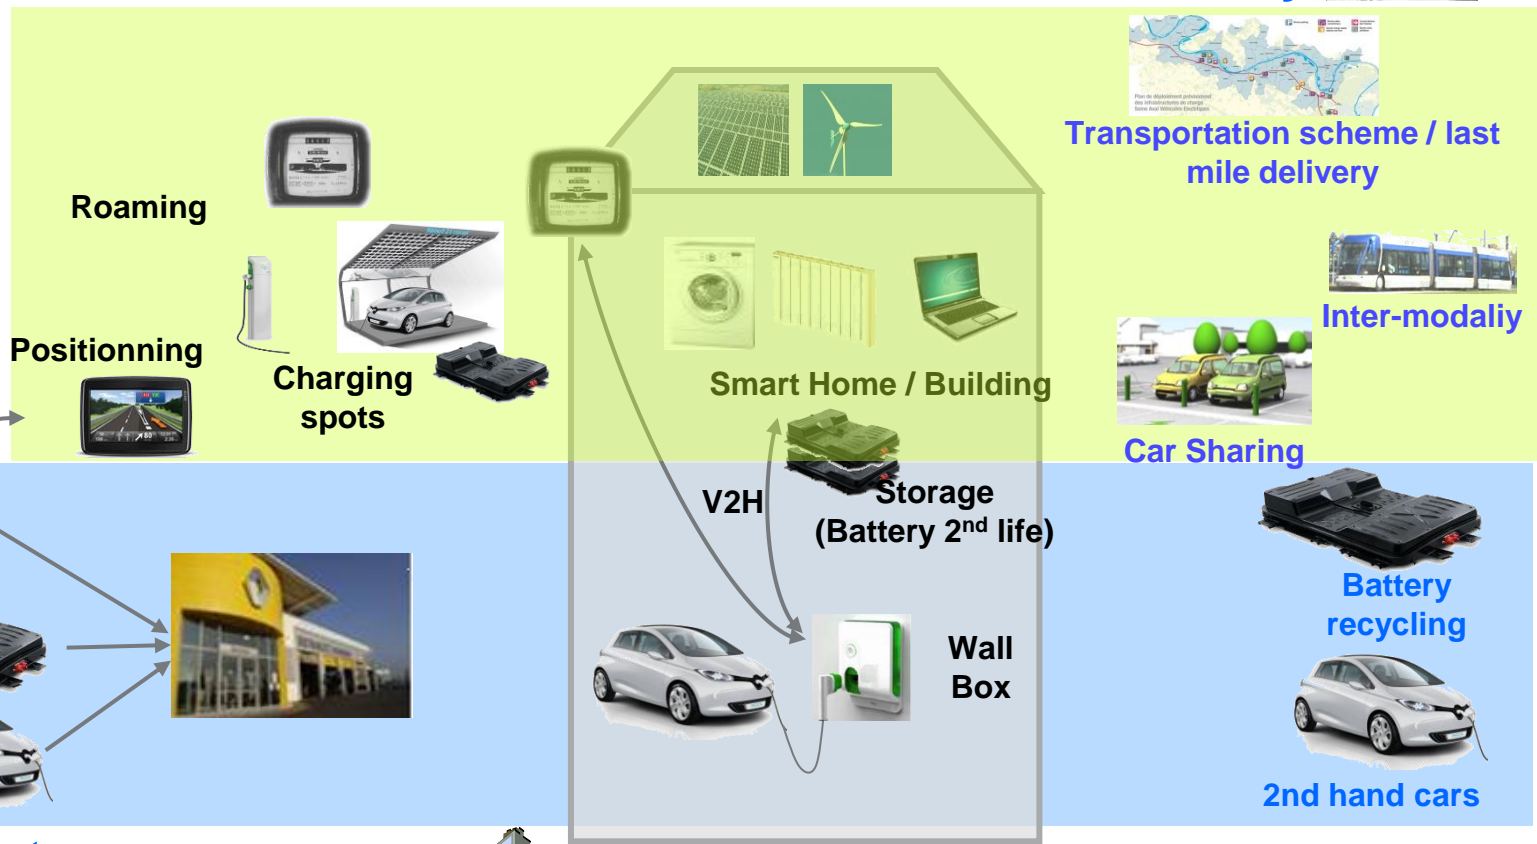 Transportation scheme / last
mile delivery
Roaming
Inter-modaliy
Positionning
Charging
spots
Smart Home / Building
Car Sharing
V2H
Storage
(Battery 2nd life)
Battery
recycling
Wall
Box
2nd hand cars
80